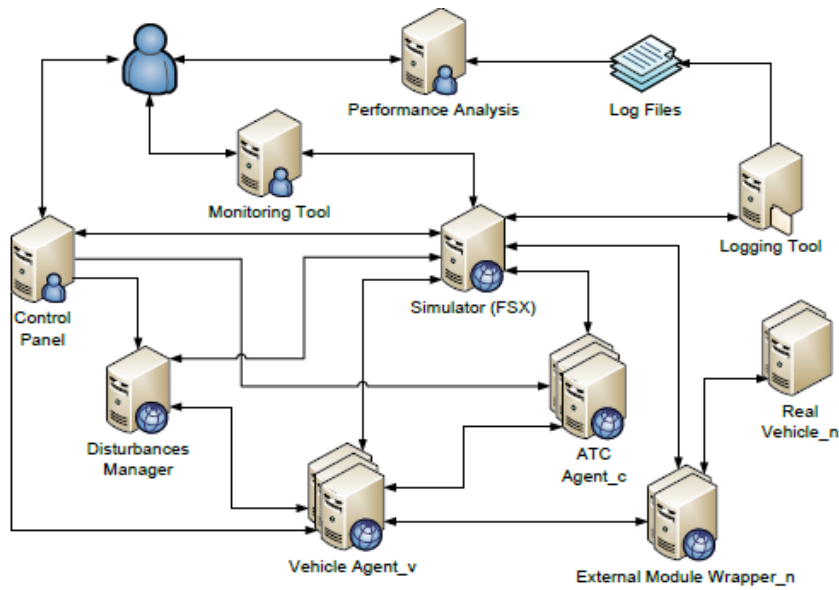 Performance Analysis
Log Files
Monitoring Tool
Logging Tool
Control
Panel
Simulator (FSX)
Real
Vehicle_n
Disturbances
Manager
ATC
Agent_c
Vehicle Agent_v
External Module Wrapper_n